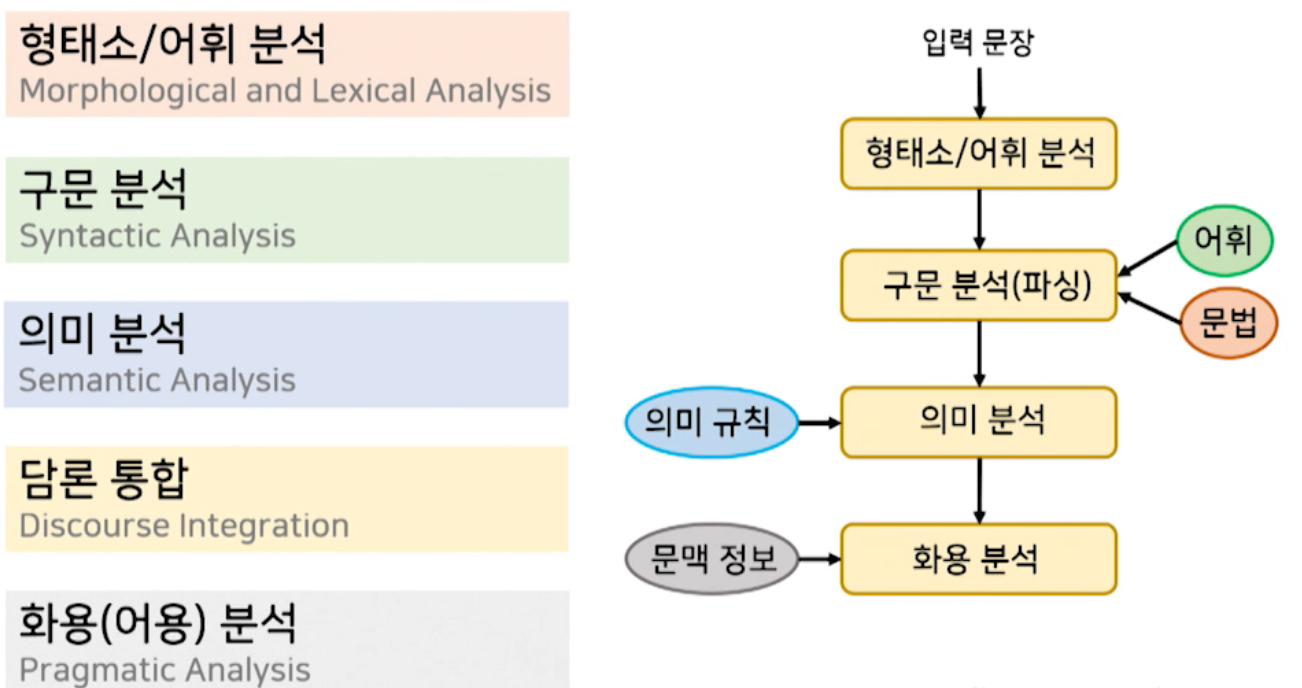 형태소/어휘 분석
Morphological and Lexical Analysis
구문 분석
Syntactic Analysis
의미 분석
Semantic Analysis
담론 통합
Discourse Integration
화용(어용) 분석
Pragmatic Analysis
입력 문장
형태소/어휘 분석
구문 분석(파싱)
어휘
문법
의미 규칙
의미 분석
문맥 정보
화용 분석